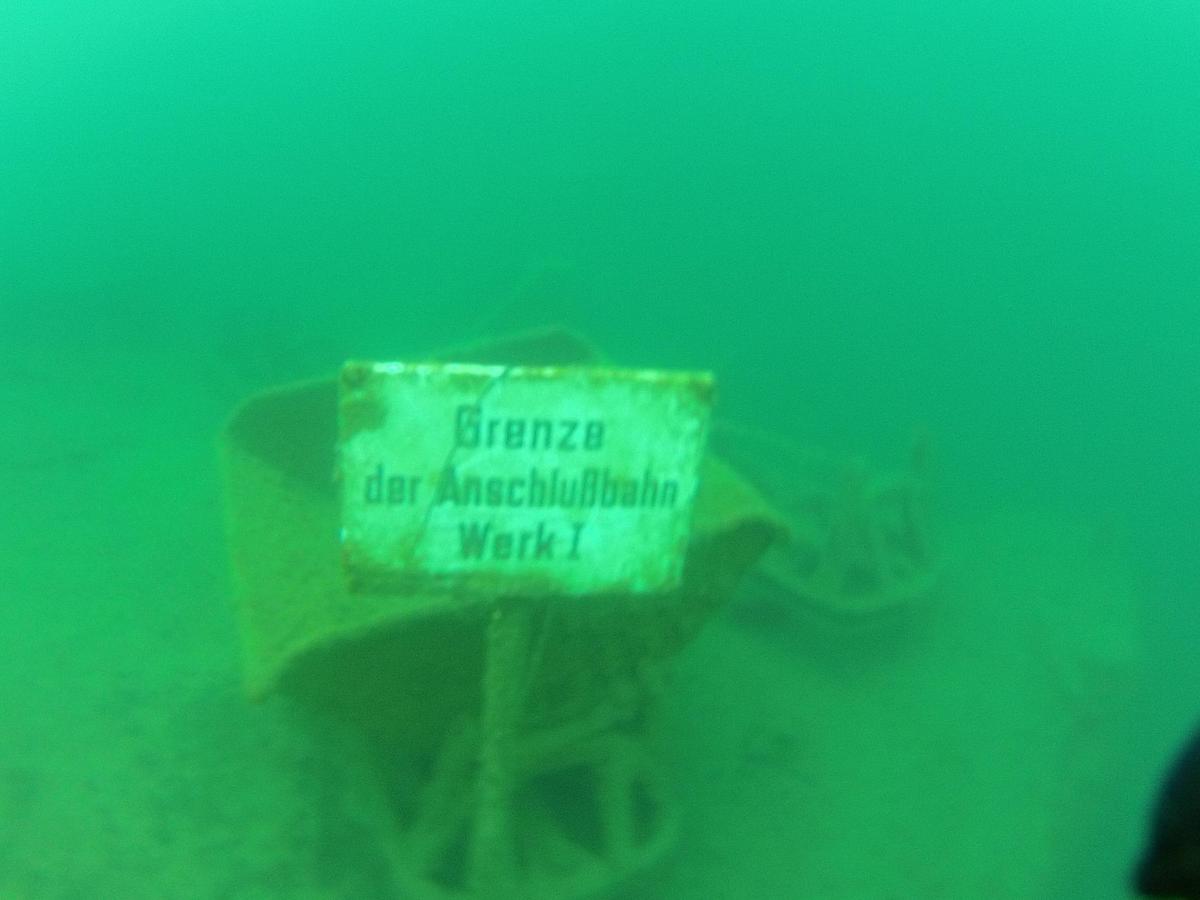 Grenze
der Anschlußbahn
Werk I